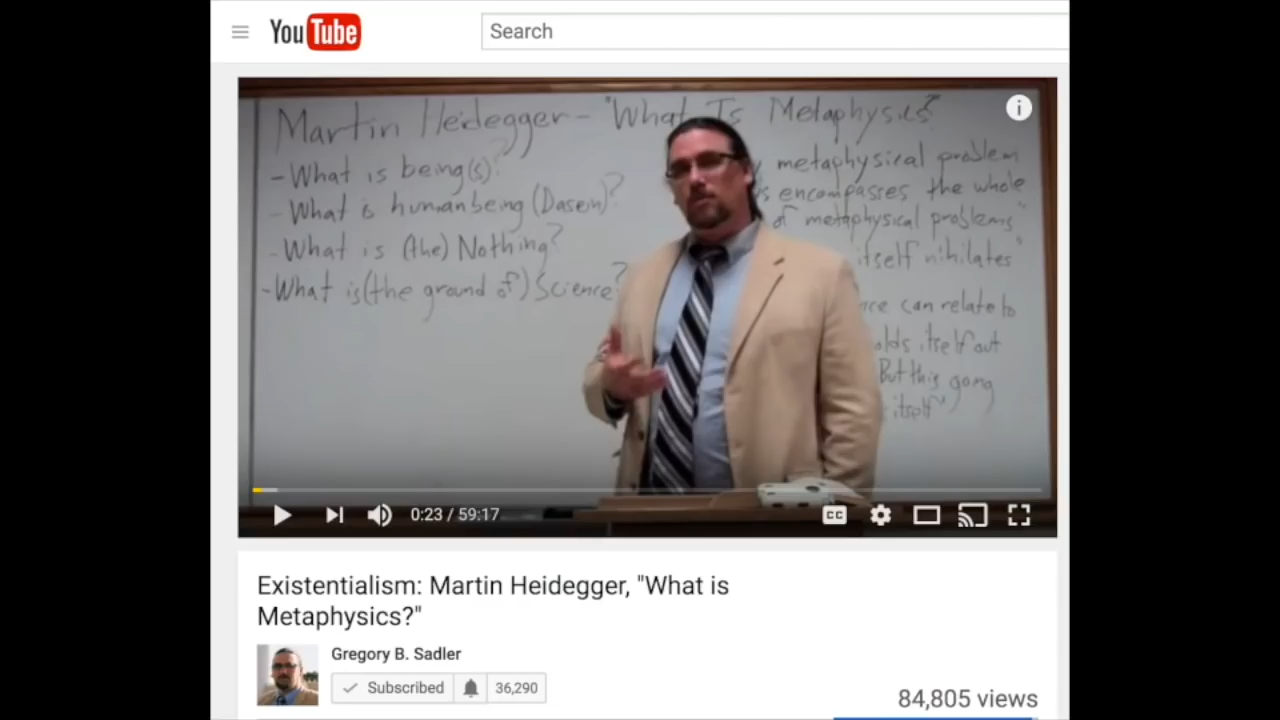 YouTube
Search
Martin Heidegger - "What Is Metaphysics?"
- What is being(s)?
- What is human being (Dasein)?
- What is (the) Nothing?
- What is (the ground of) Science?
metaphysical problem
encompasses the whole
of metaphysical problems"
itself nihilates"
can relate to
itself out
But this going
itself"
i
0:23 / 59:17
CC
Existentialism: Martin Heidegger, "What is
Metaphysics?"
Gregory B. Sadler
Subscribed 36,290
84,805 views